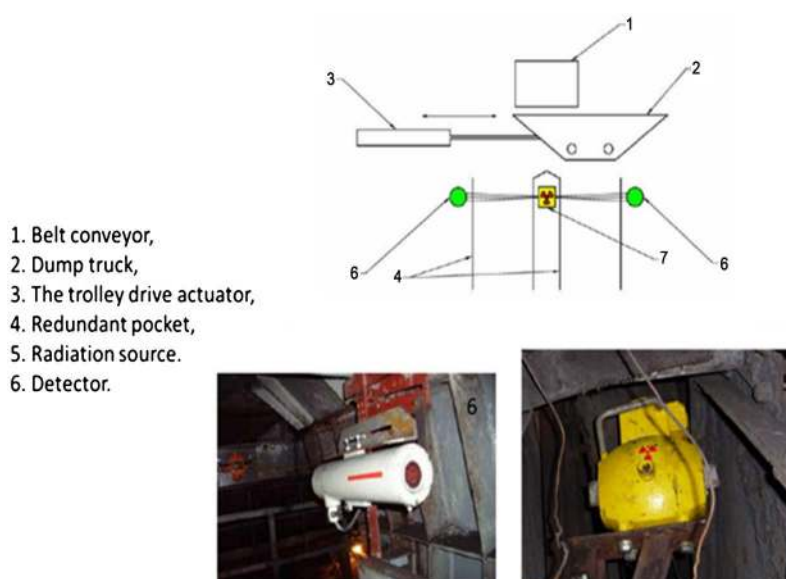 1
2
3
6
4
7
6
1. Belt conveyor,
2. Dump truck,
3. The trolley drive actuator,
4. Redundant pocket,
5. Radiation source.
6. Detector.
6